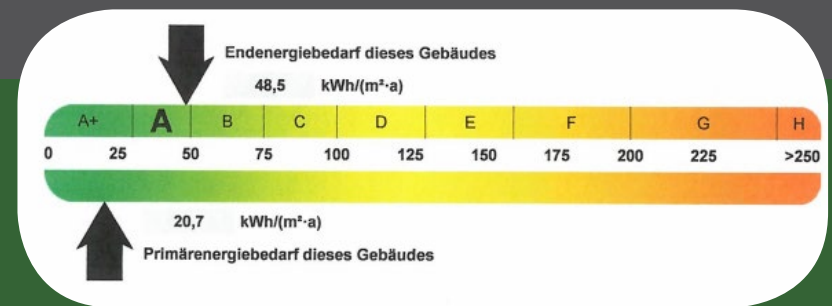 Endenergiebedarf dieses Gebäudes
48,5 kWh/(m²·a)
A+ A B C D E F G H
0 25 50 75 100 125 150 175 200 225 >250
20,7 kWh/(m²·a)
Primärenergiebedarf dieses Gebäudes